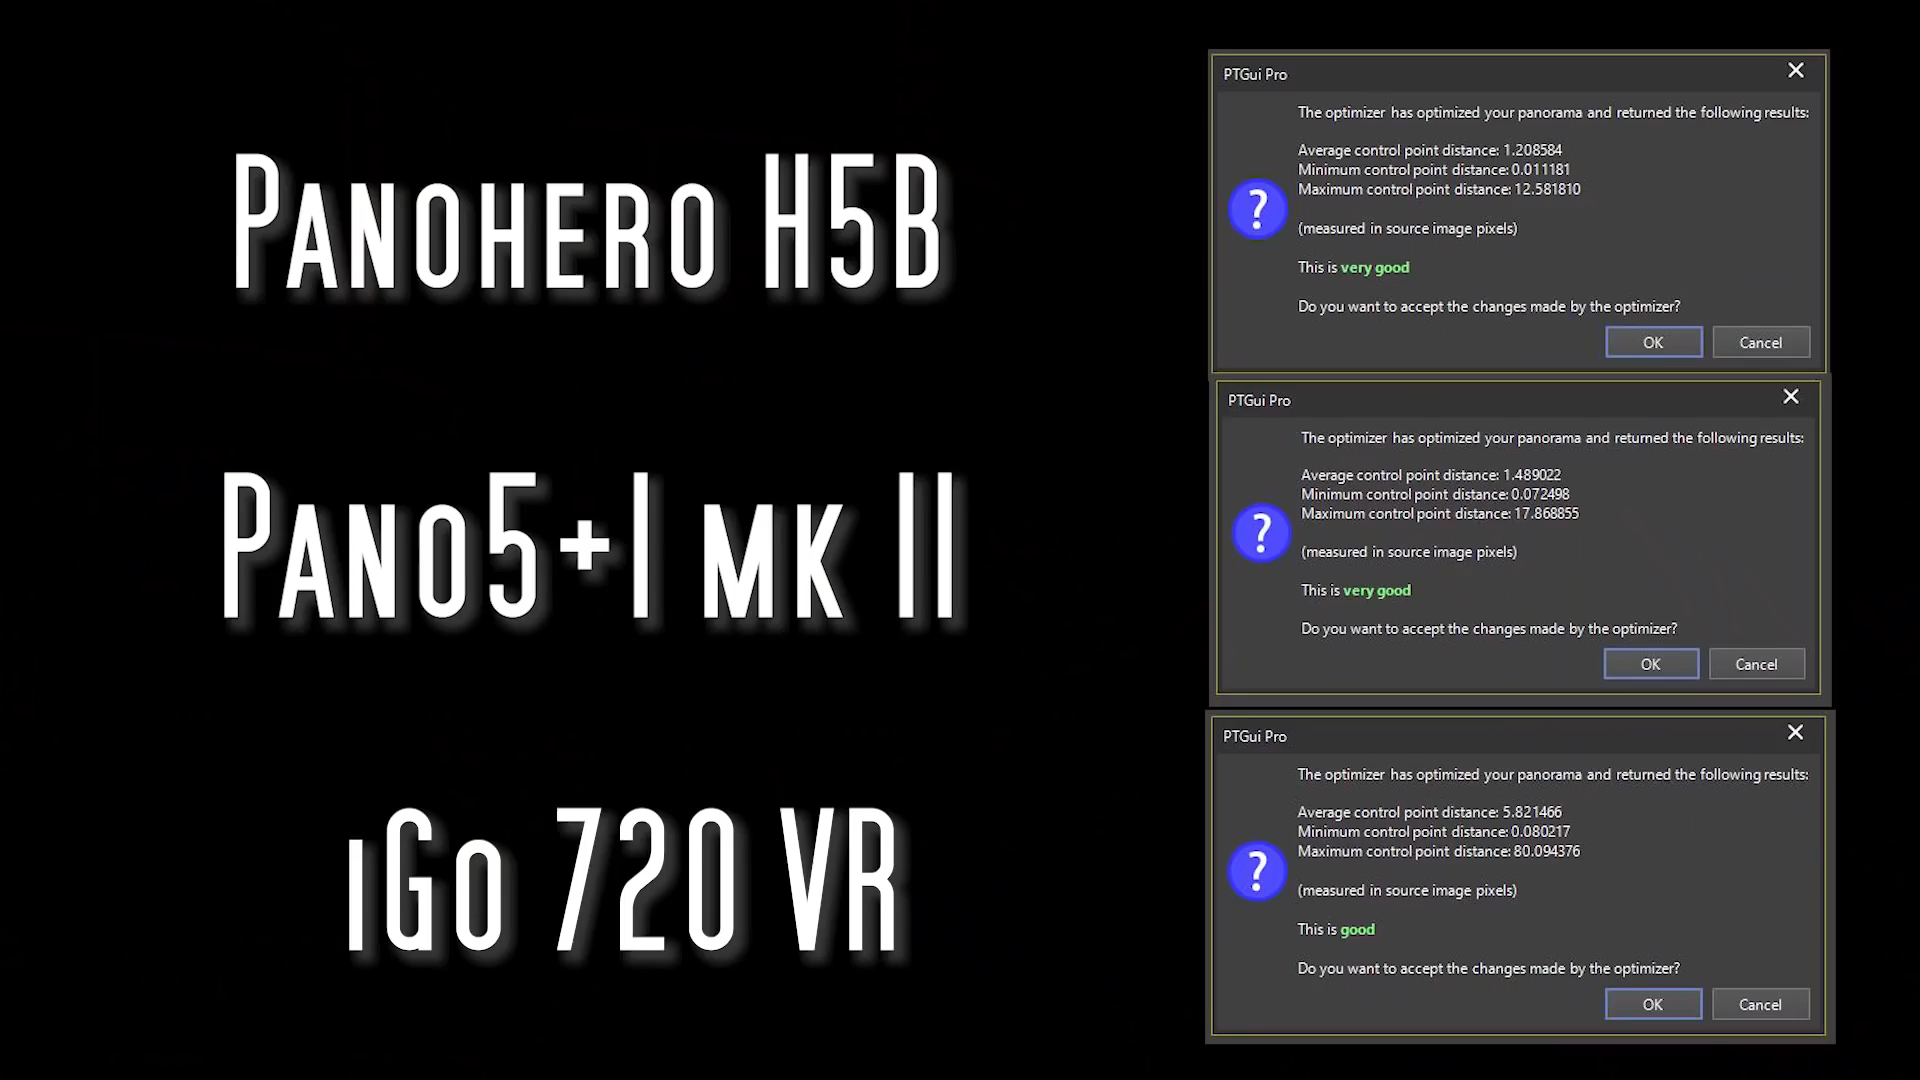 Panohero H5B
PTGui Pro
The optimizer has optimized your panorama and returned the following results:
Average control point distance: 1.208584
Minimum control point distance: 0.011181
Maximum control point distance: 12.581810
?
(measured in source image pixels)
This is very good
Do you want to accept the changes made by the optimizer?
OK Cancel
Pano5+1 mk II
PTGui Pro
The optimizer has optimized your panorama and returned the following results:
Average control point distance: 1.489022
Minimum control point distance: 0.072498
Maximum control point distance: 17.868855
?
(measured in source image pixels)
This is very good
Do you want to accept the changes made by the optimizer?
OK Cancel
iGo 720 VR
PTGui Pro
The optimizer has optimized your panorama and returned the following results:
Average control point distance: 5.821466
Minimum control point distance: 0.080217
Maximum control point distance: 80.094376
?
(measured in source image pixels)
This is good
Do you want to accept the changes made by the optimizer?
OK Cancel